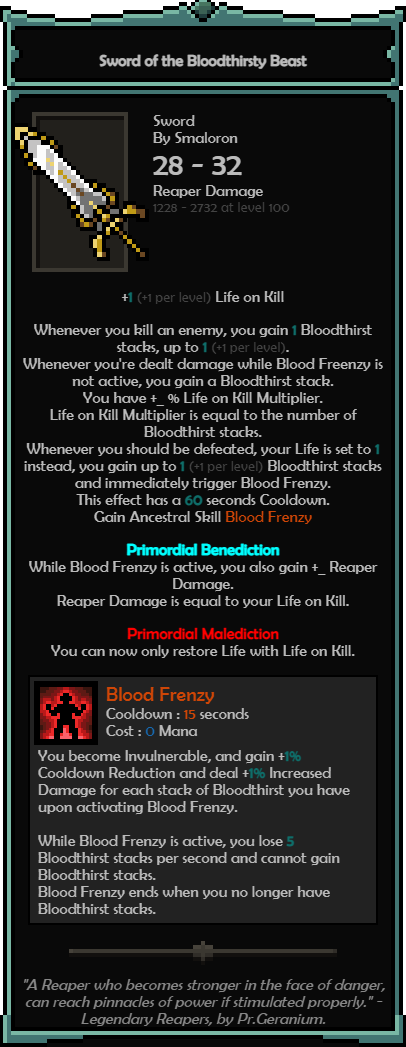 Sword of the Bloodthirsty Beast
Sword
By Smaloron
28 - 32
Reaper Damage
1228 - 2732 at level 100
+1 (+1 per level) Life on Kill
Whenever you kill an enemy, you gain 1 Bloodthirst
stacks, up to 1 (+1 per level).
Whenever you're dealt damage while Blood Freenzy is
not active, you gain a Bloodthirst stack.
You have +_ % Life on Kill Multiplier.
Life on Kill Multiplier is equal to the number of
Bloodthirst stacks.
Whenever you should be defeated, your Life is set to 1
instead, you gain up to 1 (+1 per level) Bloodthirst stacks
and immediately trigger Blood Frenzy.
This effect has a 60 seconds Cooldown.
Gain Ancestral Skill Blood Frenzy
Primordial Benediction
While Blood Frenzy is active, you also gain +_ Reaper
Damage.
Reaper Damage is equal to your Life on Kill.
Primordial Malediction
You can now only restore Life with Life on Kill.
Blood Frenzy
Cooldown : 15 seconds
Cost : 0 Mana
You become Invulnerable, and gain +1%
Cooldown Reduction and deal +1% Increased
Damage for each stack of Bloodthirst you have
upon activating Blood Frenzy.
While Blood Frenzy is active, you lose 5
Bloodthirst stacks per second and cannot gain
Bloodthirst stacks.
Blood Frenzy ends when you no longer have
Bloodthirst stacks.
"A Reaper who becomes stronger in the face of danger,
can reach pinnacles of power if stimulated properly." -
Legendary Reapers, by Pr.Geranium.